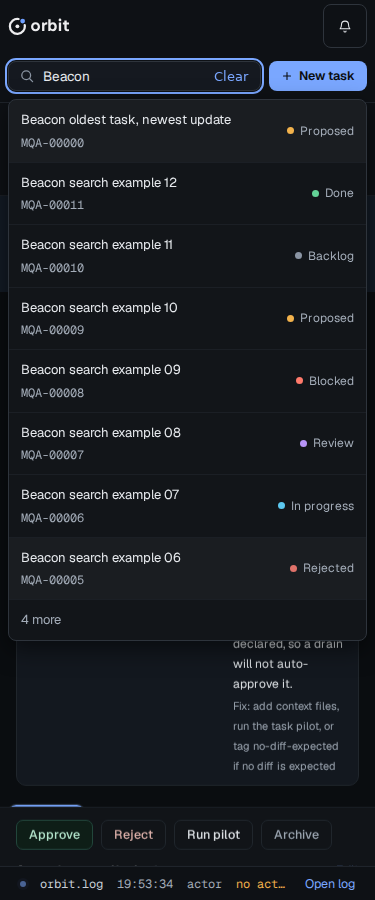 orbit
Beacon Clear
+ New task
Beacon oldest task, newest update
MQA-00000
Proposed
Beacon search example 12
MQA-00011
Done
Beacon search example 11
MQA-00010
Backlog
Beacon search example 10
MQA-00009
Proposed
Beacon search example 09
MQA-00008
Blocked
Beacon search example 08
MQA-00007
Review
Beacon search example 07
MQA-00006
In progress
Beacon search example 06
MQA-00005
Rejected
4 more
declared, so a drain
will not auto-
approve it.
Fix: add context files,
run the task pilot, or
tag no-diff-expected
if no diff is expected
Approve Reject Run pilot Archive
orbit.log 19:53:34 actor no act… Open log